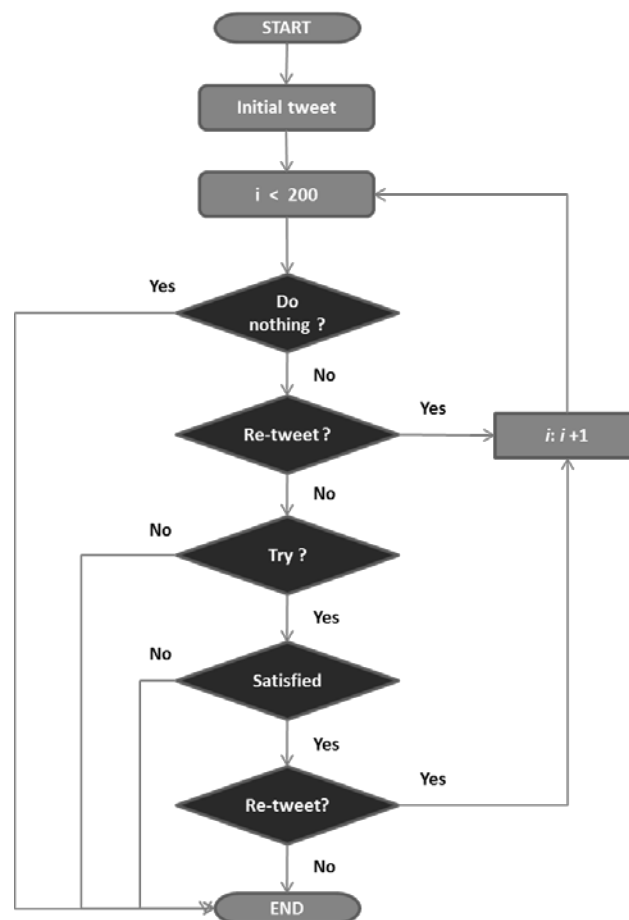 START
Initial tweet
i < 200
Yes
Do
nothing ?
No
Re-tweet ?
Yes
i: i +1
No
No
Try ?
Yes
No
Satisfied
Yes
Re-tweet?
Yes
No
END